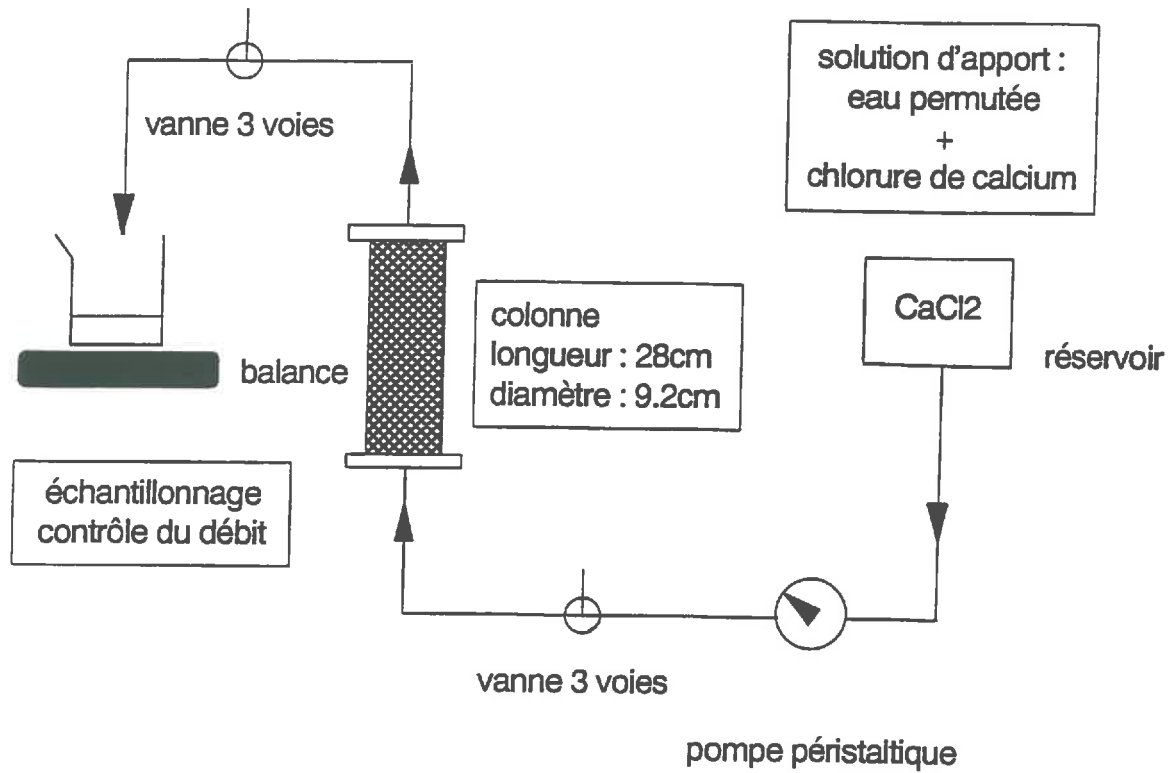 solution d'apport :
eau permutée
+
chlorure de calcium
vanne 3 voies
CaCl2
réservoir
colonne
longueur : 28cm
diamètre : 9.2cm
balance
échantillonnage
contrôle du débit
vanne 3 voies
pompe péristaltique